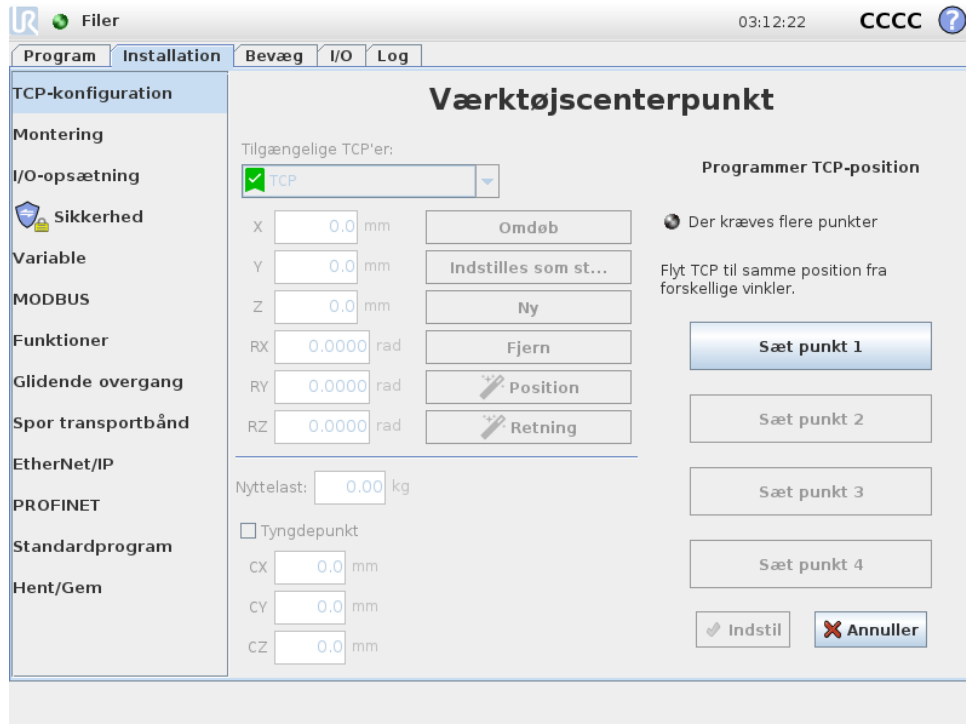 UR Filer 03:12:22 CCCC ?
Program Installation Bevæg I/O Log
TCP-konfiguration
Montering
I/O-opsætning
Sikkerhed
Variable
MODBUS
Funktioner
Glidende overgang
Spor transportbånd
EtherNet/IP
PROFINET
Standardprogram
Hent/Gem
Værktøjscenterpunkt
Tilgængelige TCP'er:
TCP
X 0.0 mm Omdøb
Y 0.0 mm Indstilles som st...
Z 0.0 mm Ny
RX 0.0000 rad Fjern
RY 0.0000 rad Position
RZ 0.0000 rad Retning
Nyttelast: 0.00 kg
Tyngdepunkt
CX 0.0 mm
CY 0.0 mm
CZ 0.0 mm
Programmer TCP-position
Der kræves flere punkter
Flyt TCP til samme position fra
forskellige vinkler.
Sæt punkt 1
Sæt punkt 2
Sæt punkt 3
Sæt punkt 4
Indstil Annuller